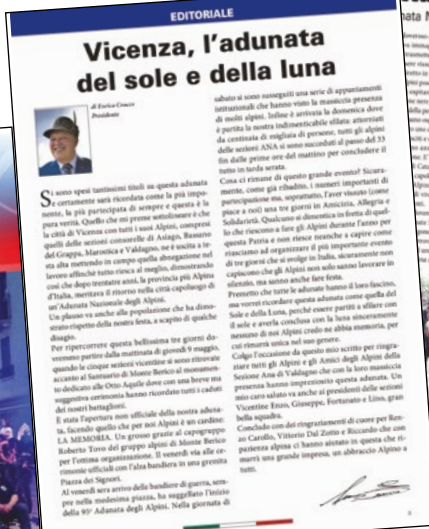 EDITORIALE
Vicenza, l'adunata
del sole e della luna
di Enrico Crocco
Presidente
Si sono spesi tantissimi titoli su questa adunata
e certamente sarà ricordata come la più impo-
nente, la più partecipata di sempre e questa è la
pura verità. Quello che mi preme sottolineare è che
la città di Vicenza con tutti i suoi Alpini, compresi
quelli delle sezioni consorelle di Asiago, Bassano
del Grappa, Marostica e Valdagno, ne è uscita a te-
sta alta mettendo in campo quella abnegazione nel
lavoro affinché tutto riesca al meglio, dimostrando
così che dopo trentatre anni, la provincia più Alpina
d'Italia, meritava il ritorno nella città capoluogo di
un'Adunata Nazionale degli Alpini.
Un plauso va anche alla popolazione che ha dimo-
strato rispetto della nostra festa, a scapito di qualche
disagio.
Per ripercorrere questa bellissima tre giorni do-
vremmo partire dalla mattinata di giovedì 9 maggio,
quando le cinque sezioni vicentine si sono ritrovate
accanto al Santuario di Monte Berico al monumen-
to dedicato alle Otto Aquile dove con una breve ma
suggestiva cerimonia hanno ricordato tutti i caduti
dei nostri battaglioni.
È stata l'apertura non ufficiale della nostra aduna-
ta, facendo quello che per noi Alpini è un cardine:
LA MEMORIA. Un grosso grazie al capogruppo
Roberto Tovo del gruppo alpini di Monte Berico
per l'ottima organizzazione. Il venerdì via alle ce-
rimonie ufficiali con l'alza bandiera in una gremita
Piazza dei Signori.
Al venerdì sera arrivo delle bandiere di guerra, sem-
pre nella medesima piazza, ha suggellato l'inizio
della 95ª Adunata degli Alpini. Nella giornata di
sabato si sono susseguiti una serie di appuntamenti
istituzionali che hanno visto la massiccia presenza
di molti alpini. Infine è arrivata la domenica dove
è partita la nostra indimenticabile sfilata: attorniati
da centinaia di migliaia di persone, tutti gli alpini
delle sezioni ANA si sono succeduti al passo del 33
fin dalle prime ore del mattino per concludere il
tutto in tarda serata.
Cosa ci rimane di questo grande evento? Sicura-
mente, come già ribadito, i numeri importanti di
partecipazione ma, soprattutto, l'aver vissuto (come
piace a noi) una tre giorni in Amicizia, Allegria e
Solidarietà. Qualcuno si dimentica in fretta di quel-
lo che riescono a fare gli Alpini durante l'anno per
questa Patria e non riesce neanche a capire come
riusciamo ad organizzare il più importante evento
di tre giorni che si svolge in Italia, sicuramente non
capiscono che gli Alpini non solo sanno lavorare in
silenzio, ma sanno anche fare festa.
Premetto che tutte le adunate hanno il loro fascino,
ma vorrei ricordare questa adunata come quella del
Sole e della Luna, perché essere partiti a sfilare con
il sole e averla conclusa con la luna sinceramente
nessuno di noi Alpini credo ne abbia memoria, per
cui rimarrà unica nel suo genere.
Colgo l'occasione da questo mio scritto per ringra-
ziare tutti gli Alpini e gli Amici degli Alpini della
Sezione Ana di Valdagno che con la loro massiccia
presenza hanno impreziosito questa adunata. Un
mio caro saluto va anche ai presidenti delle sezioni
Vicentine Enzo, Giuseppe, Fortunato e Lino, gran
bella squadra.
Concludo con dei ringraziamenti di cuore per Ren-
zo Carollo, Vittorio Dal Zotto e Riccardo che con
pazienza alpina ci hanno aiutato in questa che ri-
marrà una grande impresa, un abbraccio Alpino a
tutti.